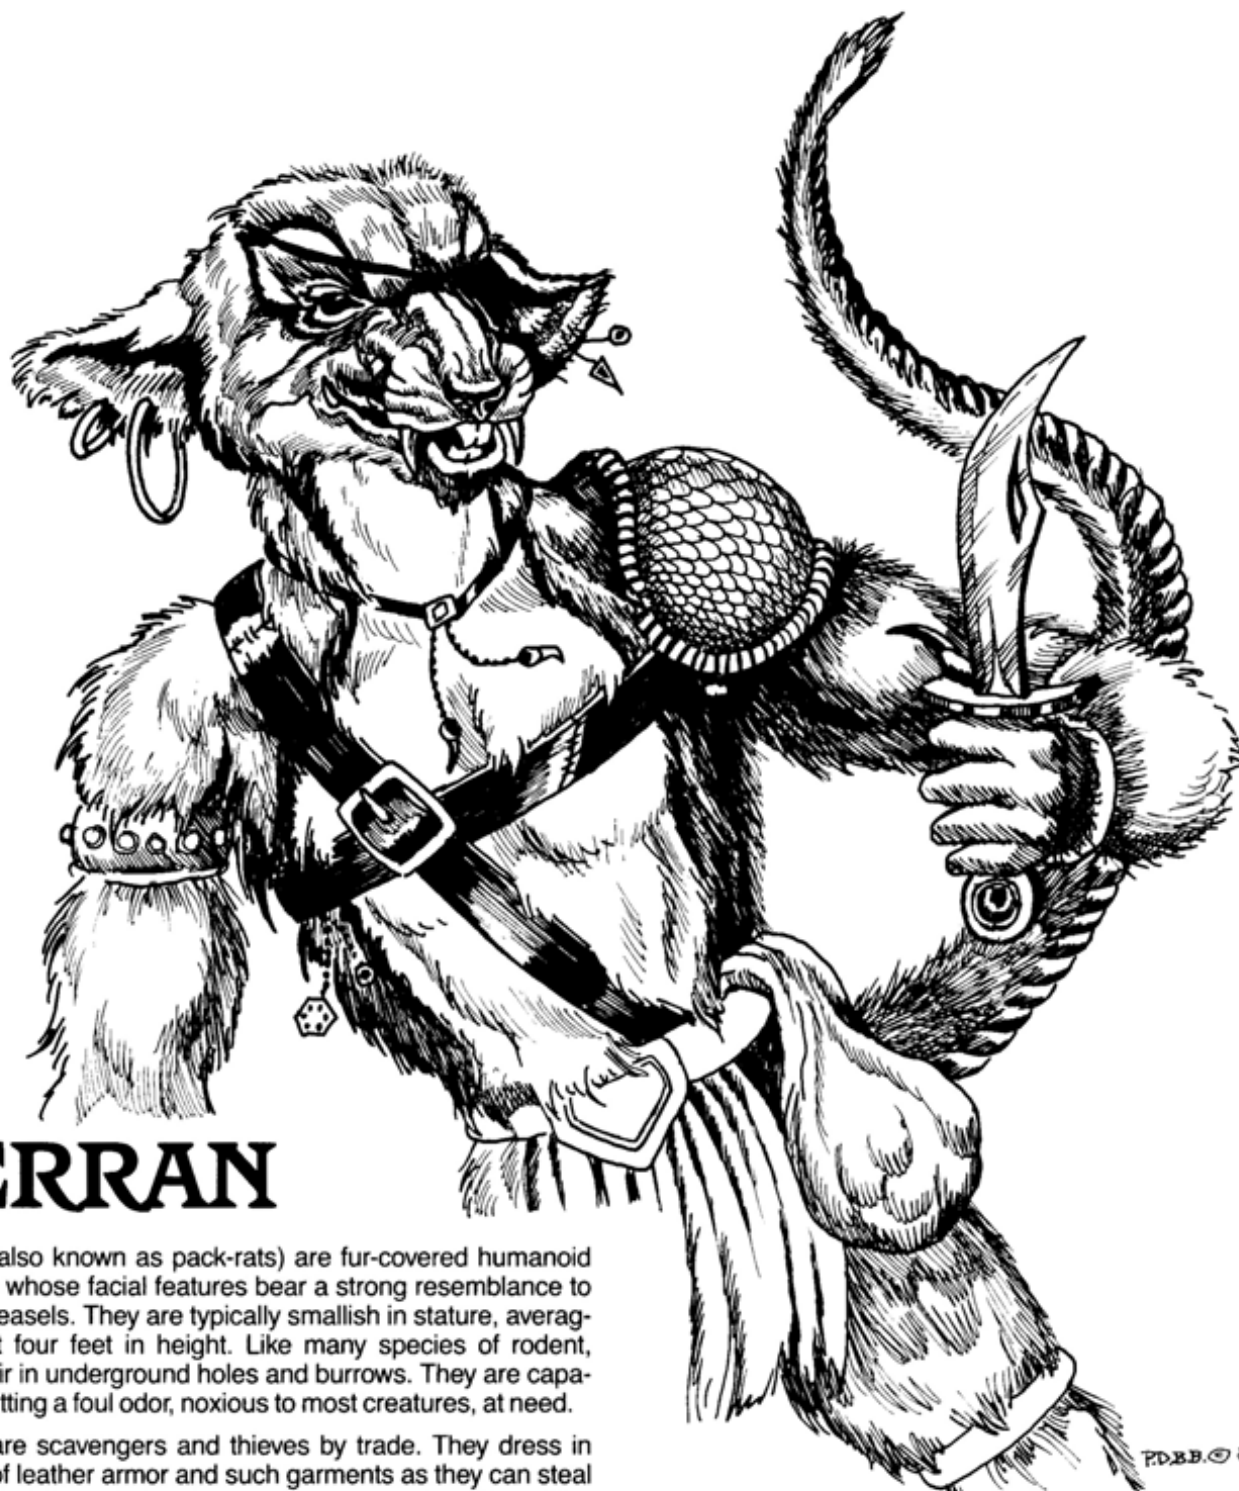 ERRAN
also known as pack-rats) are fur-covered humanoid
whose facial features bear a strong resemblance to
easels. They are typically smallish in stature, averag-
t four feet in height. Like many species of rodent,
ir in underground holes and burrows. They are capa-
tting a foul odor, noxious to most creatures, at need.
are scavengers and thieves by trade. They dress in
of leather armor and such garments as they can steal
P.D.B.B. ©